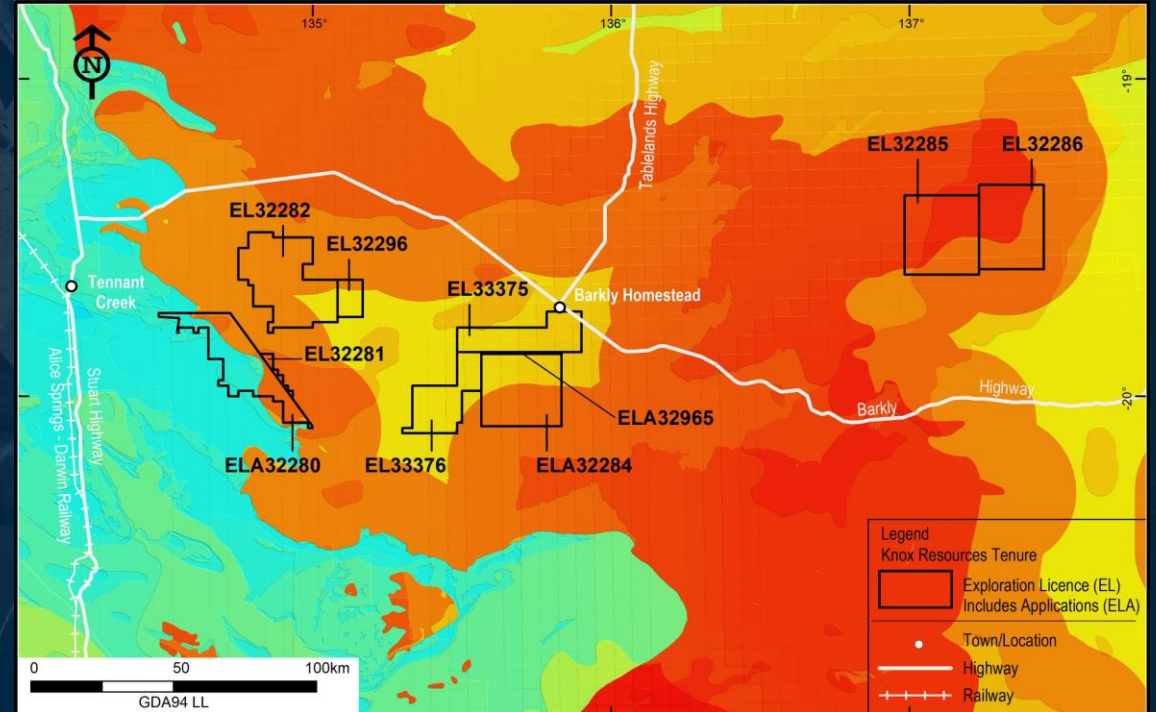 135°
136°
137°
-19°
N
Tablelands Highway
EL32285
EL32286
EL32282
EL32296
Tennant
Creek
EL33375
Barkly Homestead
EL32281
Stuart Highway
Alice Springs - Darwin Railway
Highway
-20°
Barkly
ELA32965
ELA32280
EL33376
ELA32284
Legend
Knox Resources Tenure
Exploration Licence (EL)
Includes Applications (ELA)
Town/Location
Highway
Railway
0 50 100km
GDA94 LL